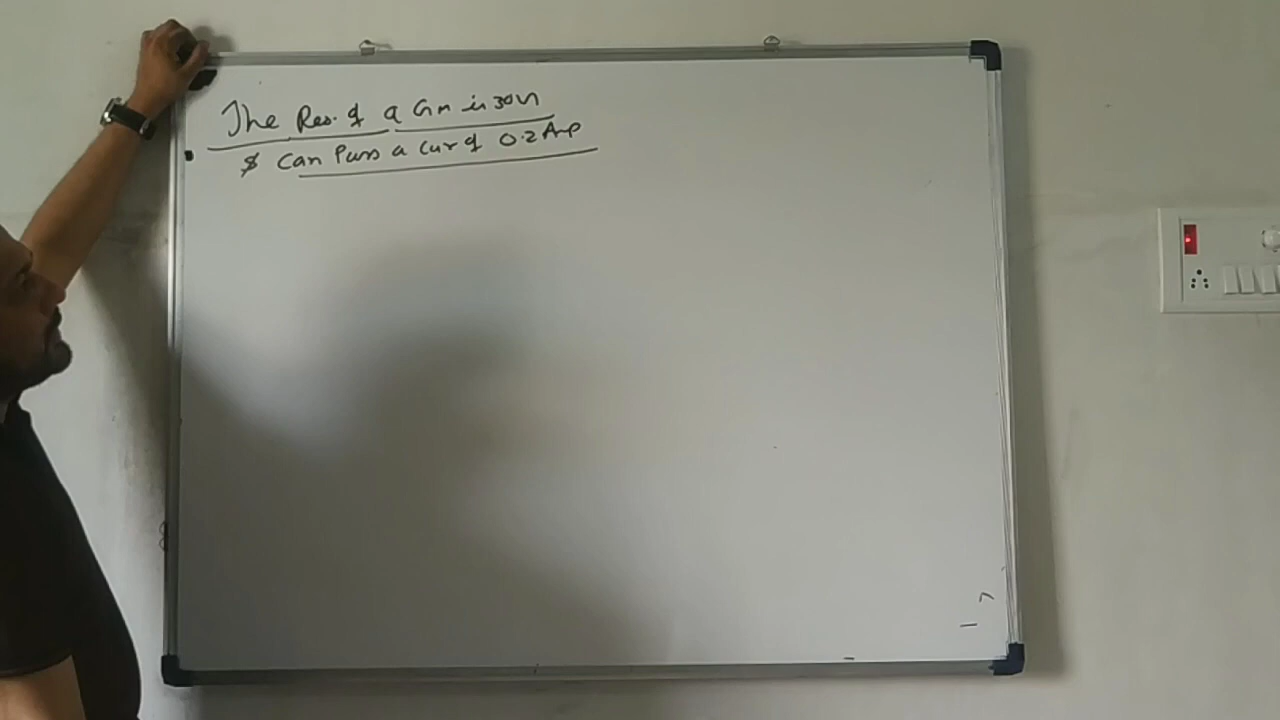 The Res. of a Gm is 30Ω
& Can Pass a Cur of 0.2 Amp